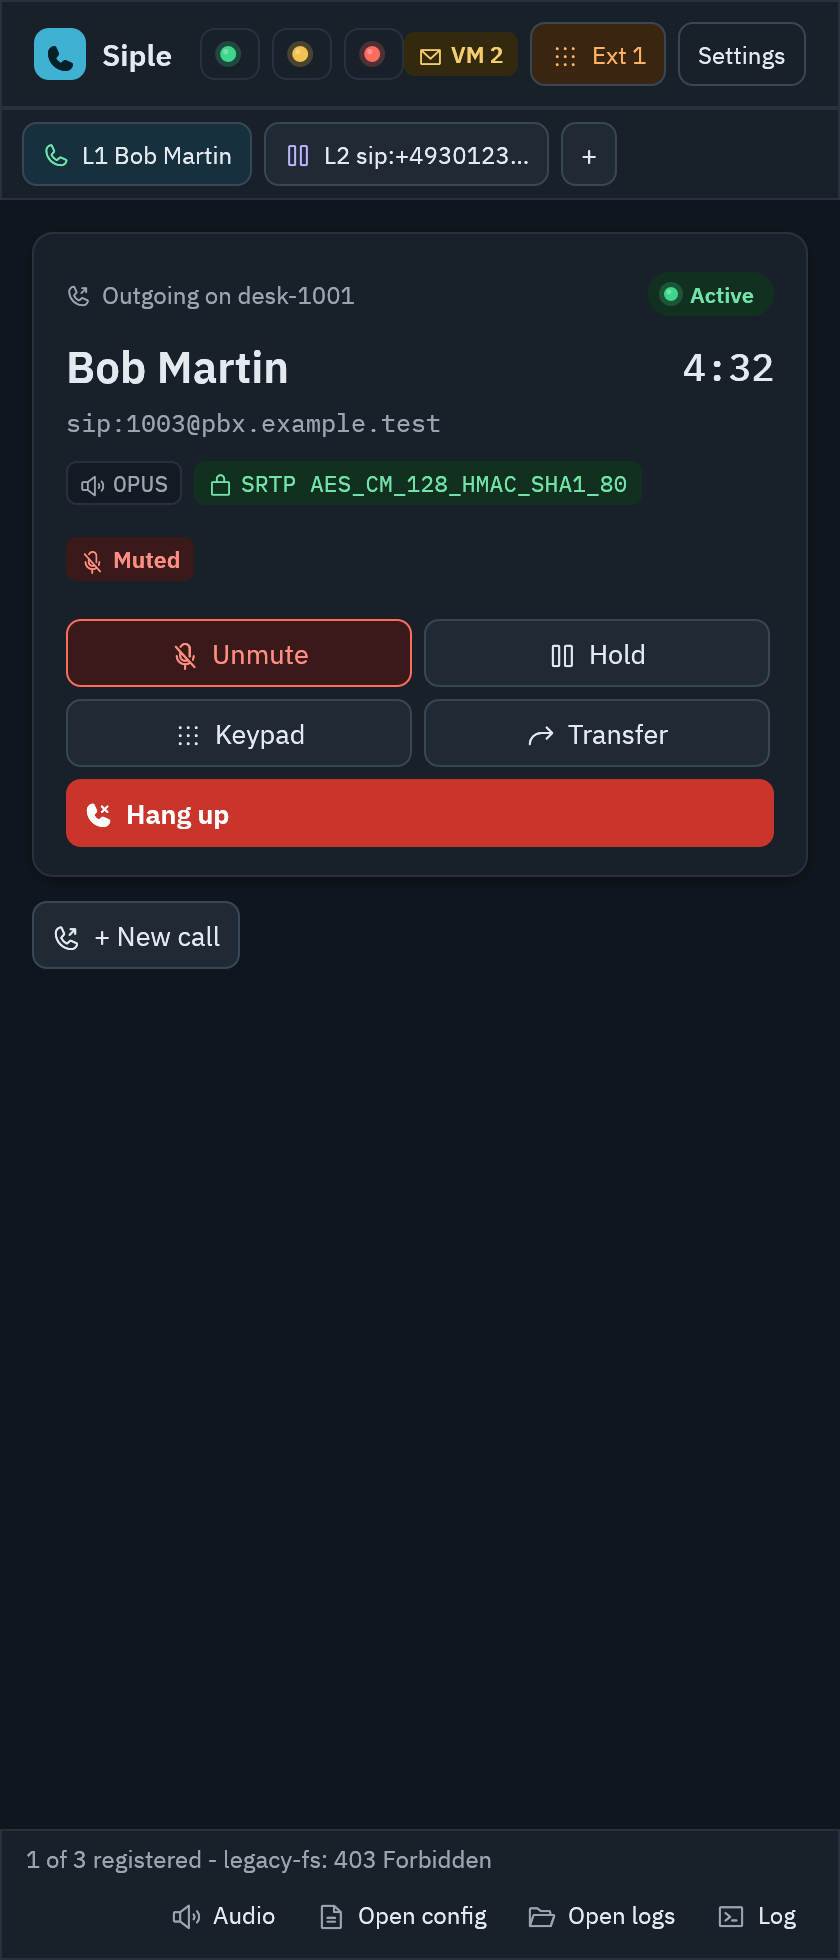 Siple VM 2 Ext 1 Settings
L1 Bob Martin L2 sip:+4930123... +
Outgoing on desk-1001 Active
Bob Martin 4:32
sip:1003@pbx.example.test
OPUS SRTP AES_CM_128_HMAC_SHA1_80
Muted
Unmute Hold
Keypad Transfer
Hang up
+ New call
1 of 3 registered - legacy-fs: 403 Forbidden
Audio Open config Open logs Log